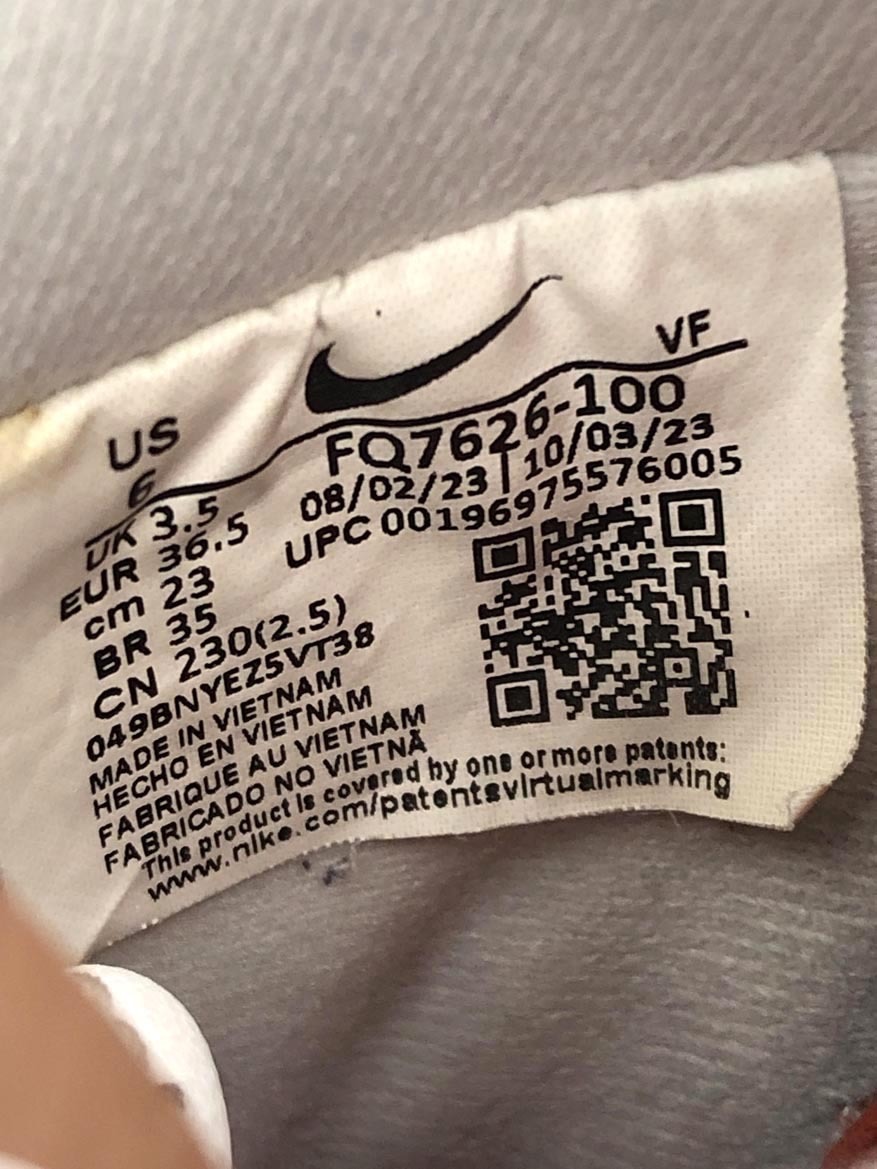 VF
US
6
UK 3.5
EUR 36.5
cm 23
BR 35
CN 230(2.5)
FQ7626-100
08/02/23 | 10/03/23
UPC 00196975576005
049BNYEZ5VT38
MADE IN VIETNAM
HECHO EN VIETNAM
FABRIQUE AU VIETNAM
FABRICADO NO VIETNÃ
This product is covered by one or more patents:
www.nike.com/patentsvirtualmarking